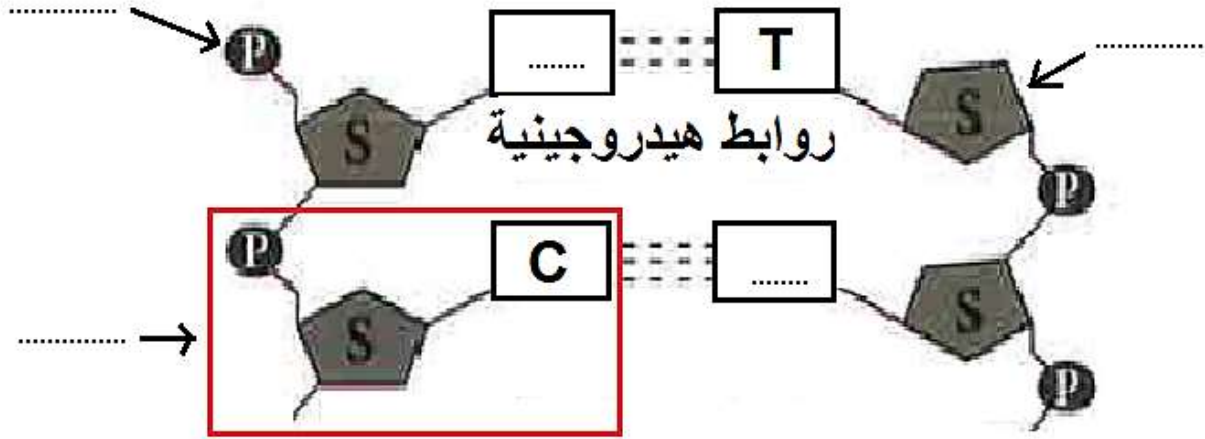 ..................
P ........ T ..................
S روابط هيدروجينية S
P
P C ........
.................. S S
P